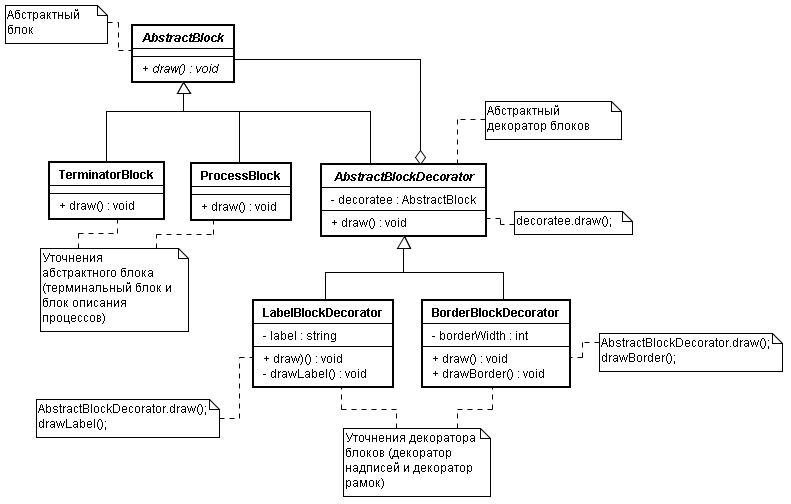 Абстрактный
блок
AbstractBlock
+ draw() : void
Абстрактный
декоратор блоков
TerminatorBlock
+ draw() : void
ProcessBlock
+ draw() : void
AbstractBlockDecorator
- decoratee : AbstractBlock
+ draw() : void
decoratee.draw();
Уточнения
абстрактного блока
(терминальный блок и
блок описания
процессов)
LabelBlockDecorator
- label : string
+ draw)() : void
- drawLabel() : void
BorderBlockDecorator
- borderWidth : int
+ draw() : void
+ drawBorder() : void
AbstractBlockDecorator.draw();
drawBorder();
AbstractBlockDecorator.draw();
drawLabel();
Уточнения декоратора
блоков (декоратор
надписей и декоратор
рамок)